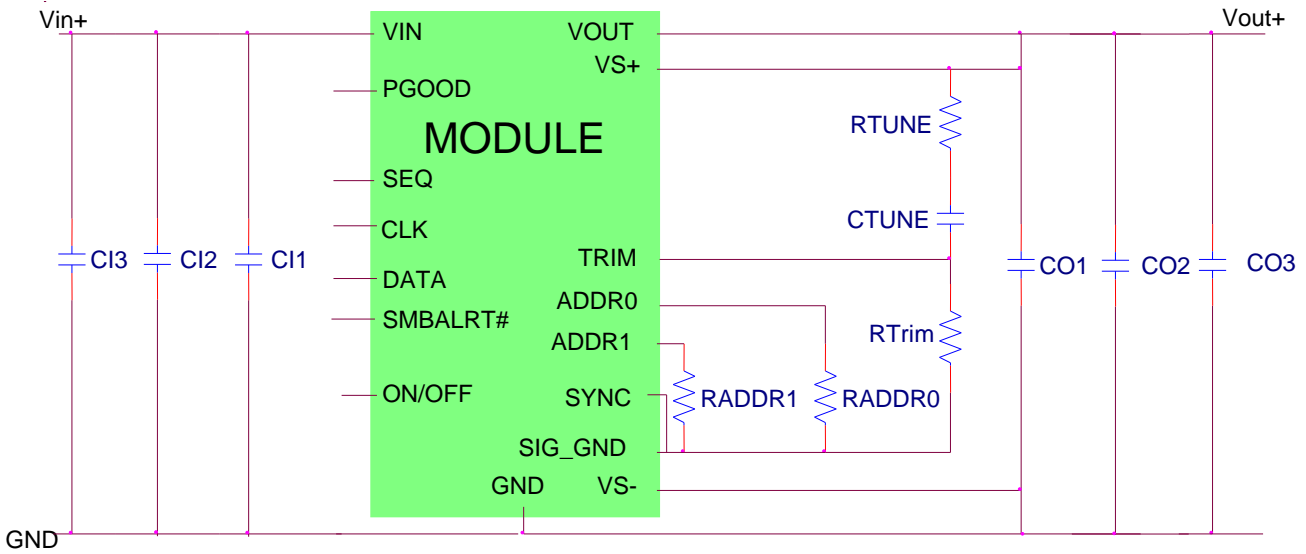 Vin+
VIN
VOUT
Vout+
VS+
PGOOD
MODULE
RTUNE
SEQ
CLK
CTUNE
CI3
CI2
CI1
TRIM
CO1
CO2
CO3
DATA
ADDR0
SMBALRT#
ADDR1
RTrim
ON/OFF
SYNC
RADDR1
RADDR0
SIG_GND
GND
VS-
GND